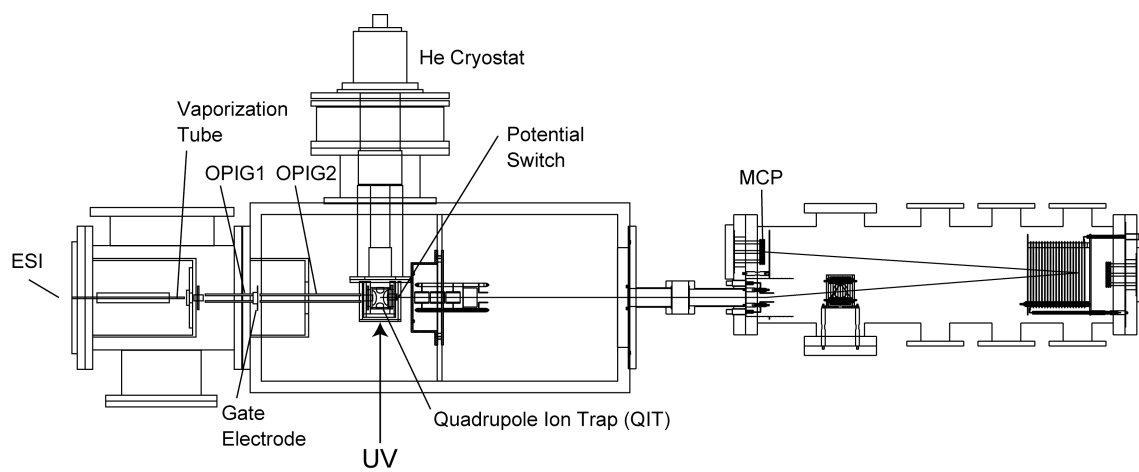 He Cryostat
Vaporization
Tube
Potential
Switch
OPIG1
OPIG2
MCP
ESI
Gate
Electrode
Quadrupole Ion Trap (QIT)
UV